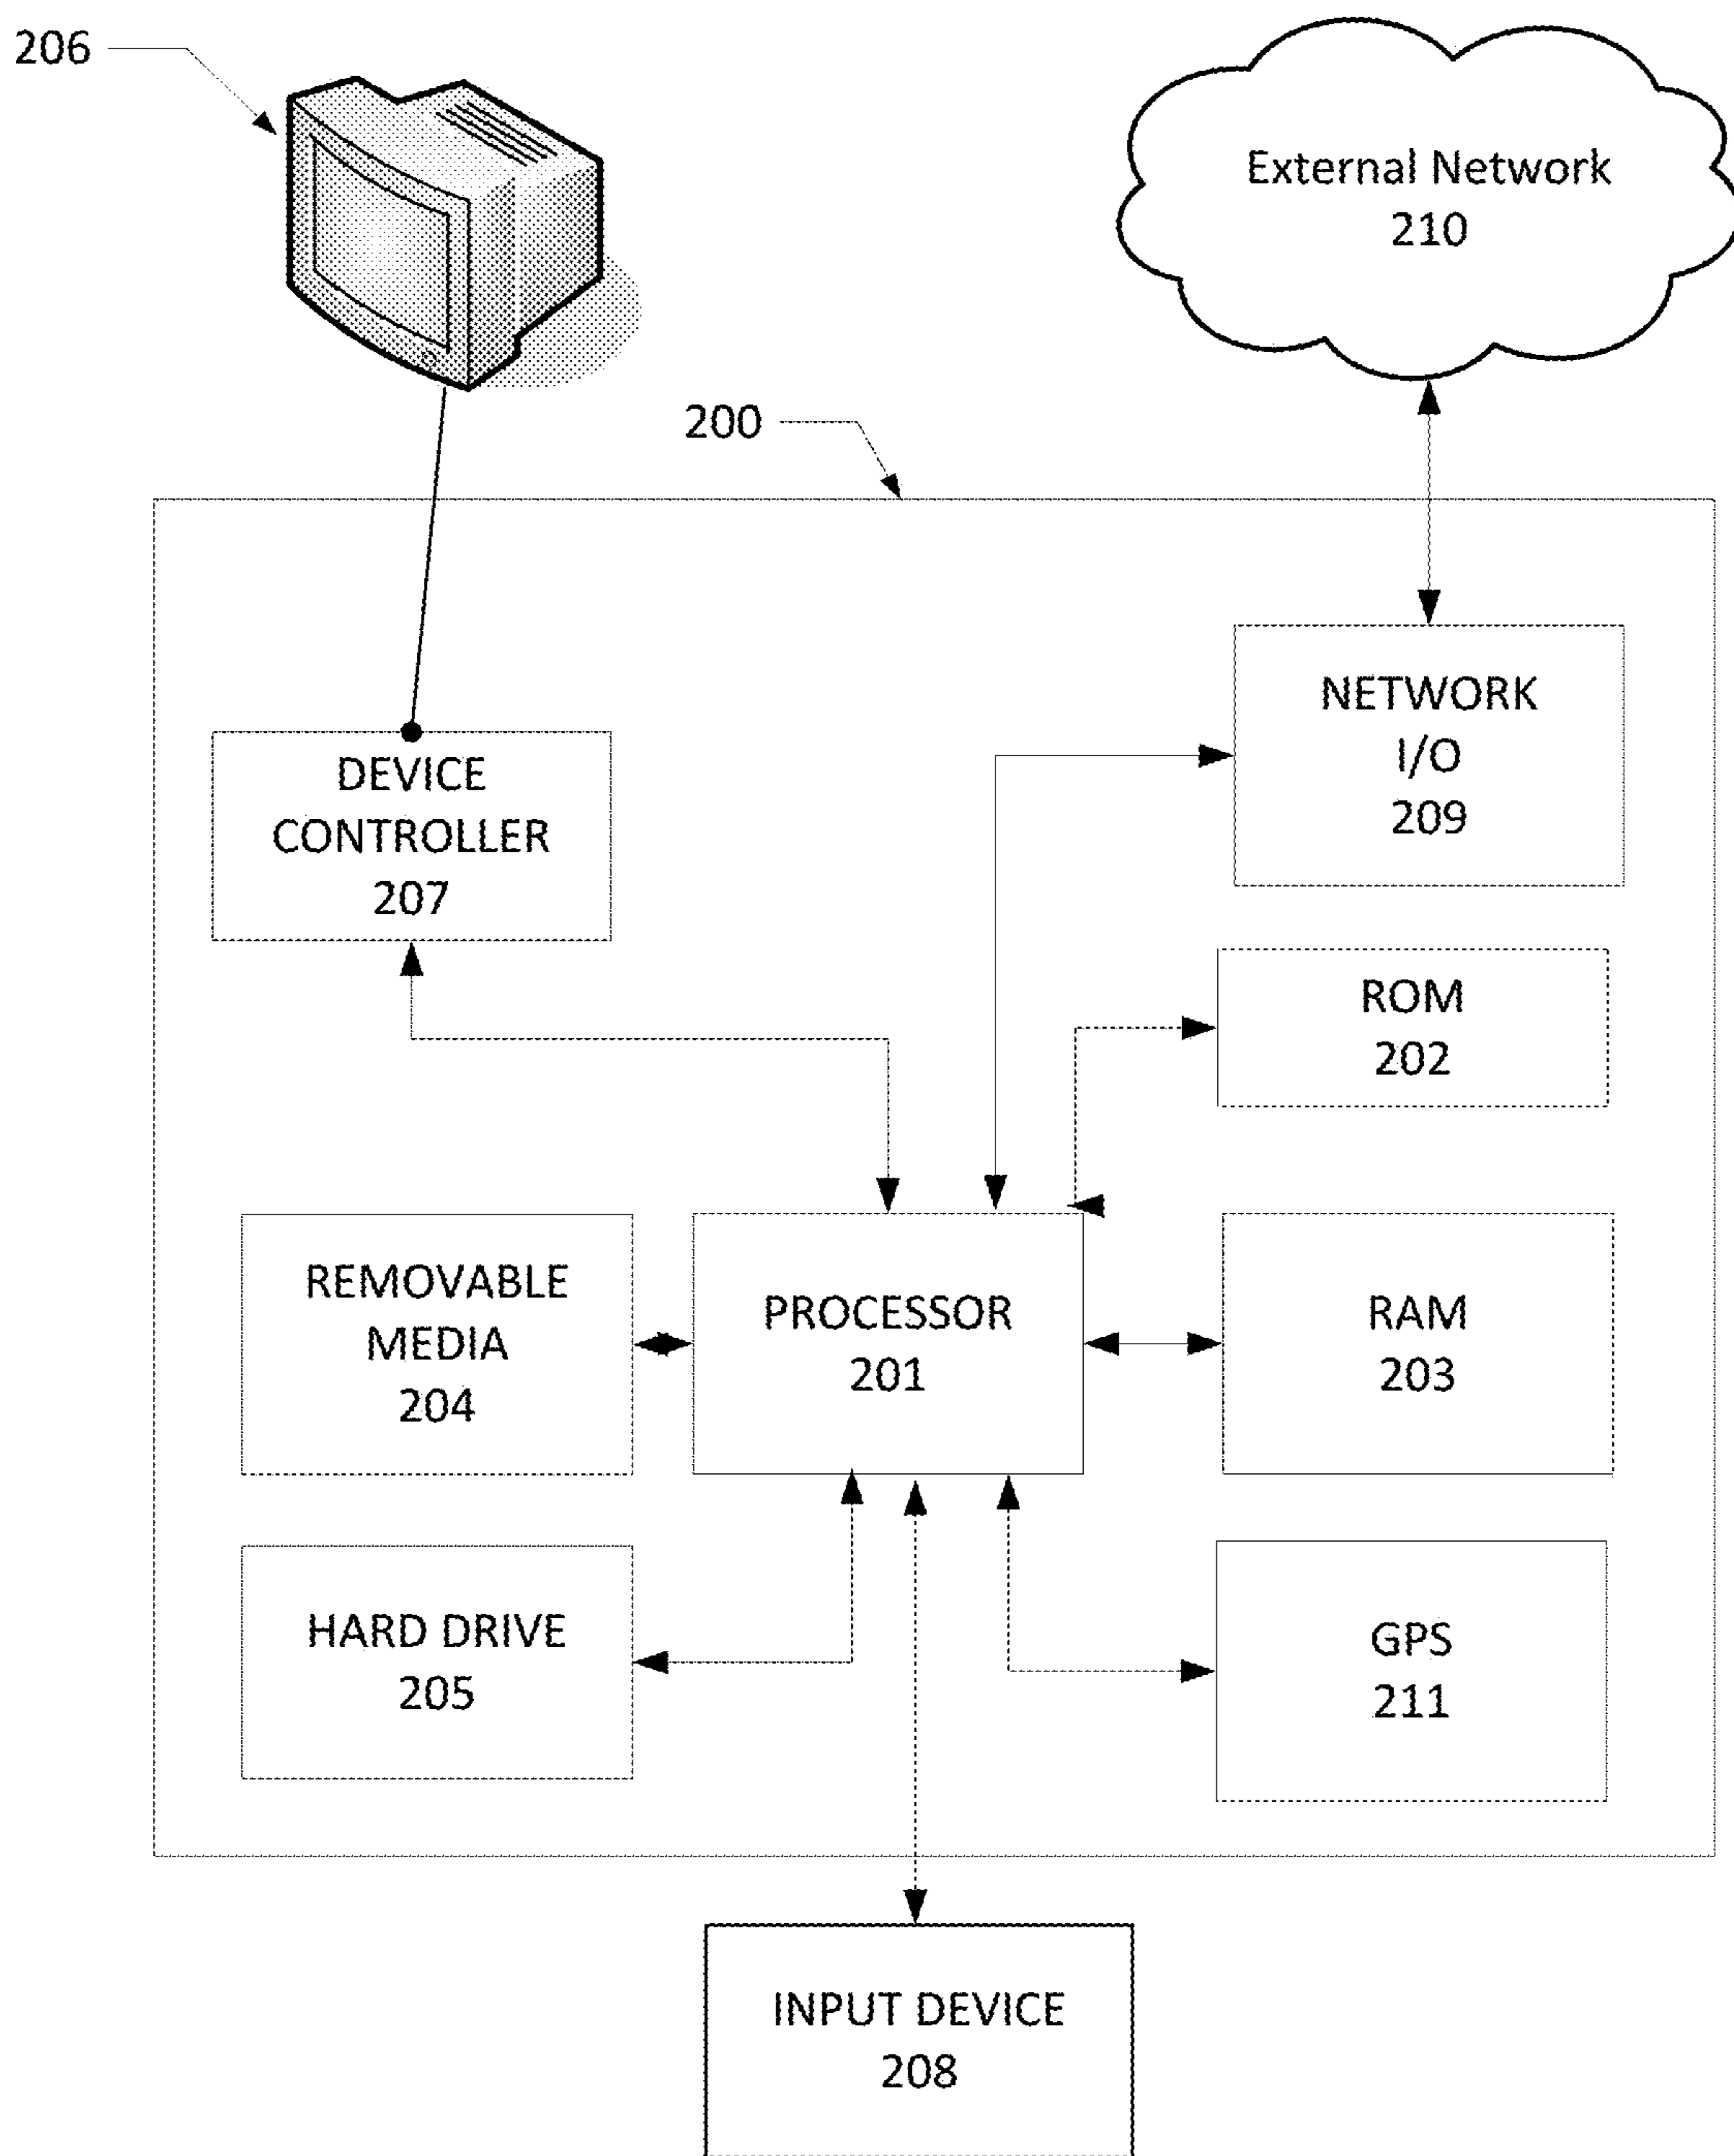 206
External Network
210
200
NETWORK
I/O
209
DEVICE
CONTROLLER
207
ROM
202
REMOVABLE
MEDIA
204
PROCESSOR
201
RAM
203
HARD DRIVE
205
GPS
211
INPUT DEVICE
208